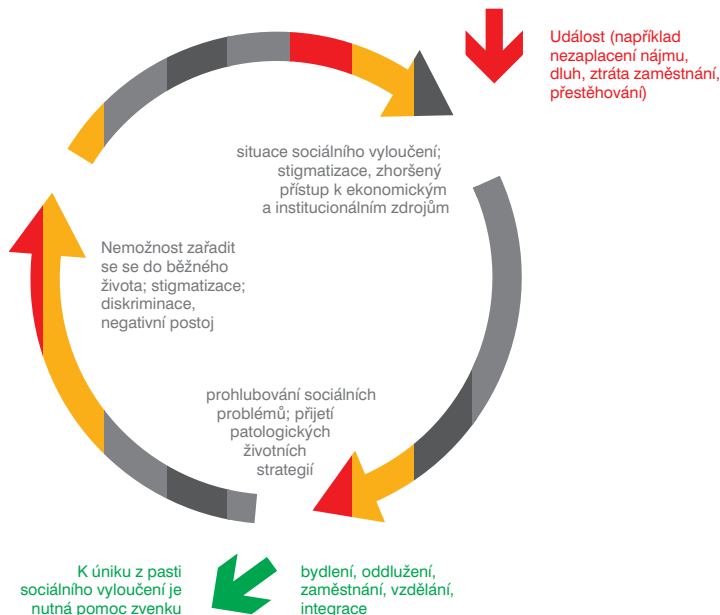 Událost (například
nezaplacení nájmu,
dluh, ztráta zaměstnání,
přestěhování)
situace sociálního vyloučení;
stigmatizace, zhoršený
přístup k ekonomickým
a institucionálním zdrojům
Nemožnost zařadit
se se do běžného
života; stigmatizace;
diskriminace,
negativní postoj
prohlubování sociálních
problémů; přijetí
patologických
životních
strategií
K úniku z pasti
sociálního vyloučení je
nutná pomoc zvenku
bydlení, oddlužení,
zaměstnání, vzdělání,
integrace